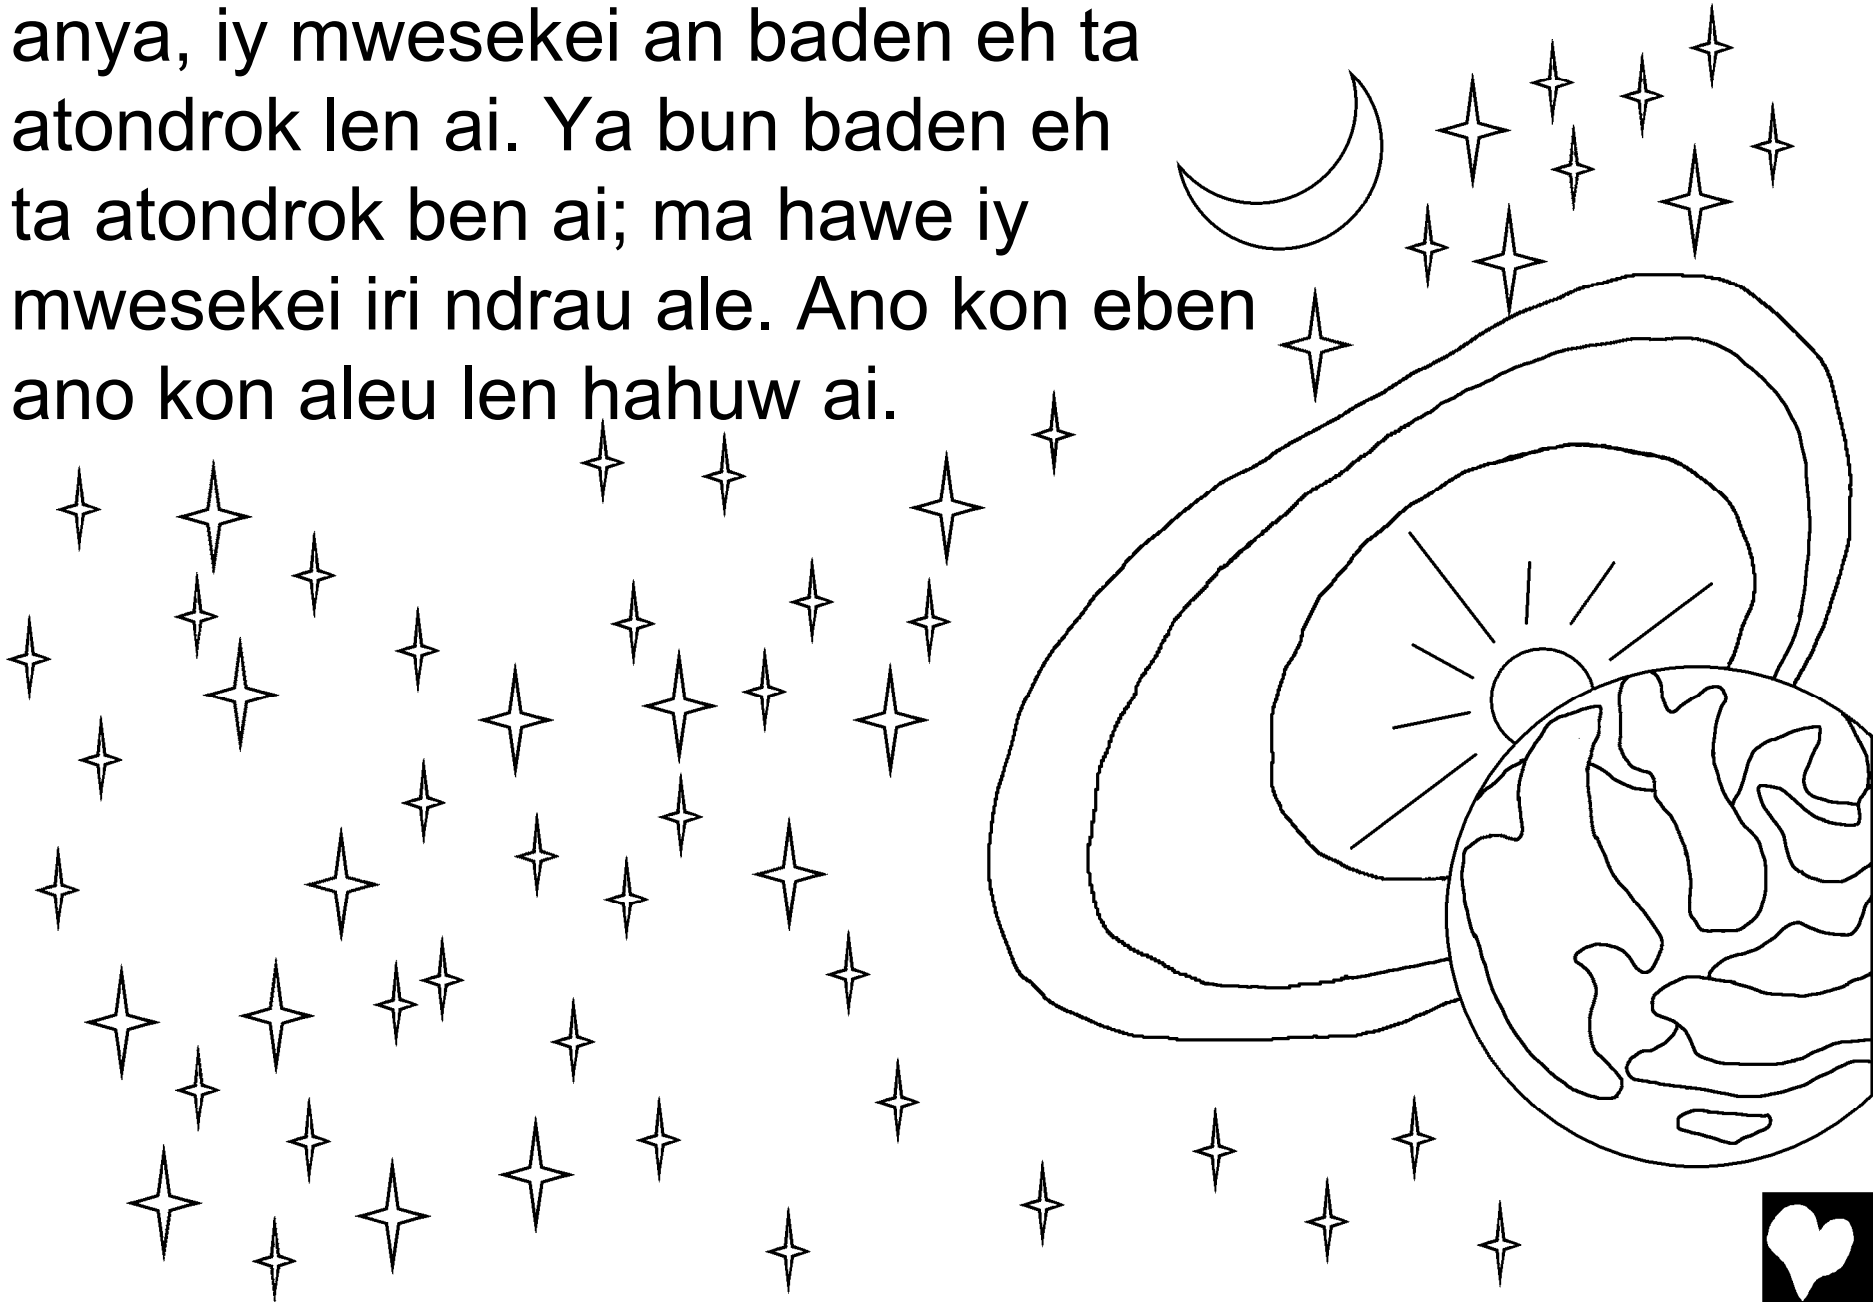 anya, iy mwesekei an baden eh ta
atondrok len ai. Ya bun baden eh
ta atondrok ben ai; ma hawe iy
mwesekei iri ndrau ale. Ano kon eben
ano kon aleu len hahuw ai.